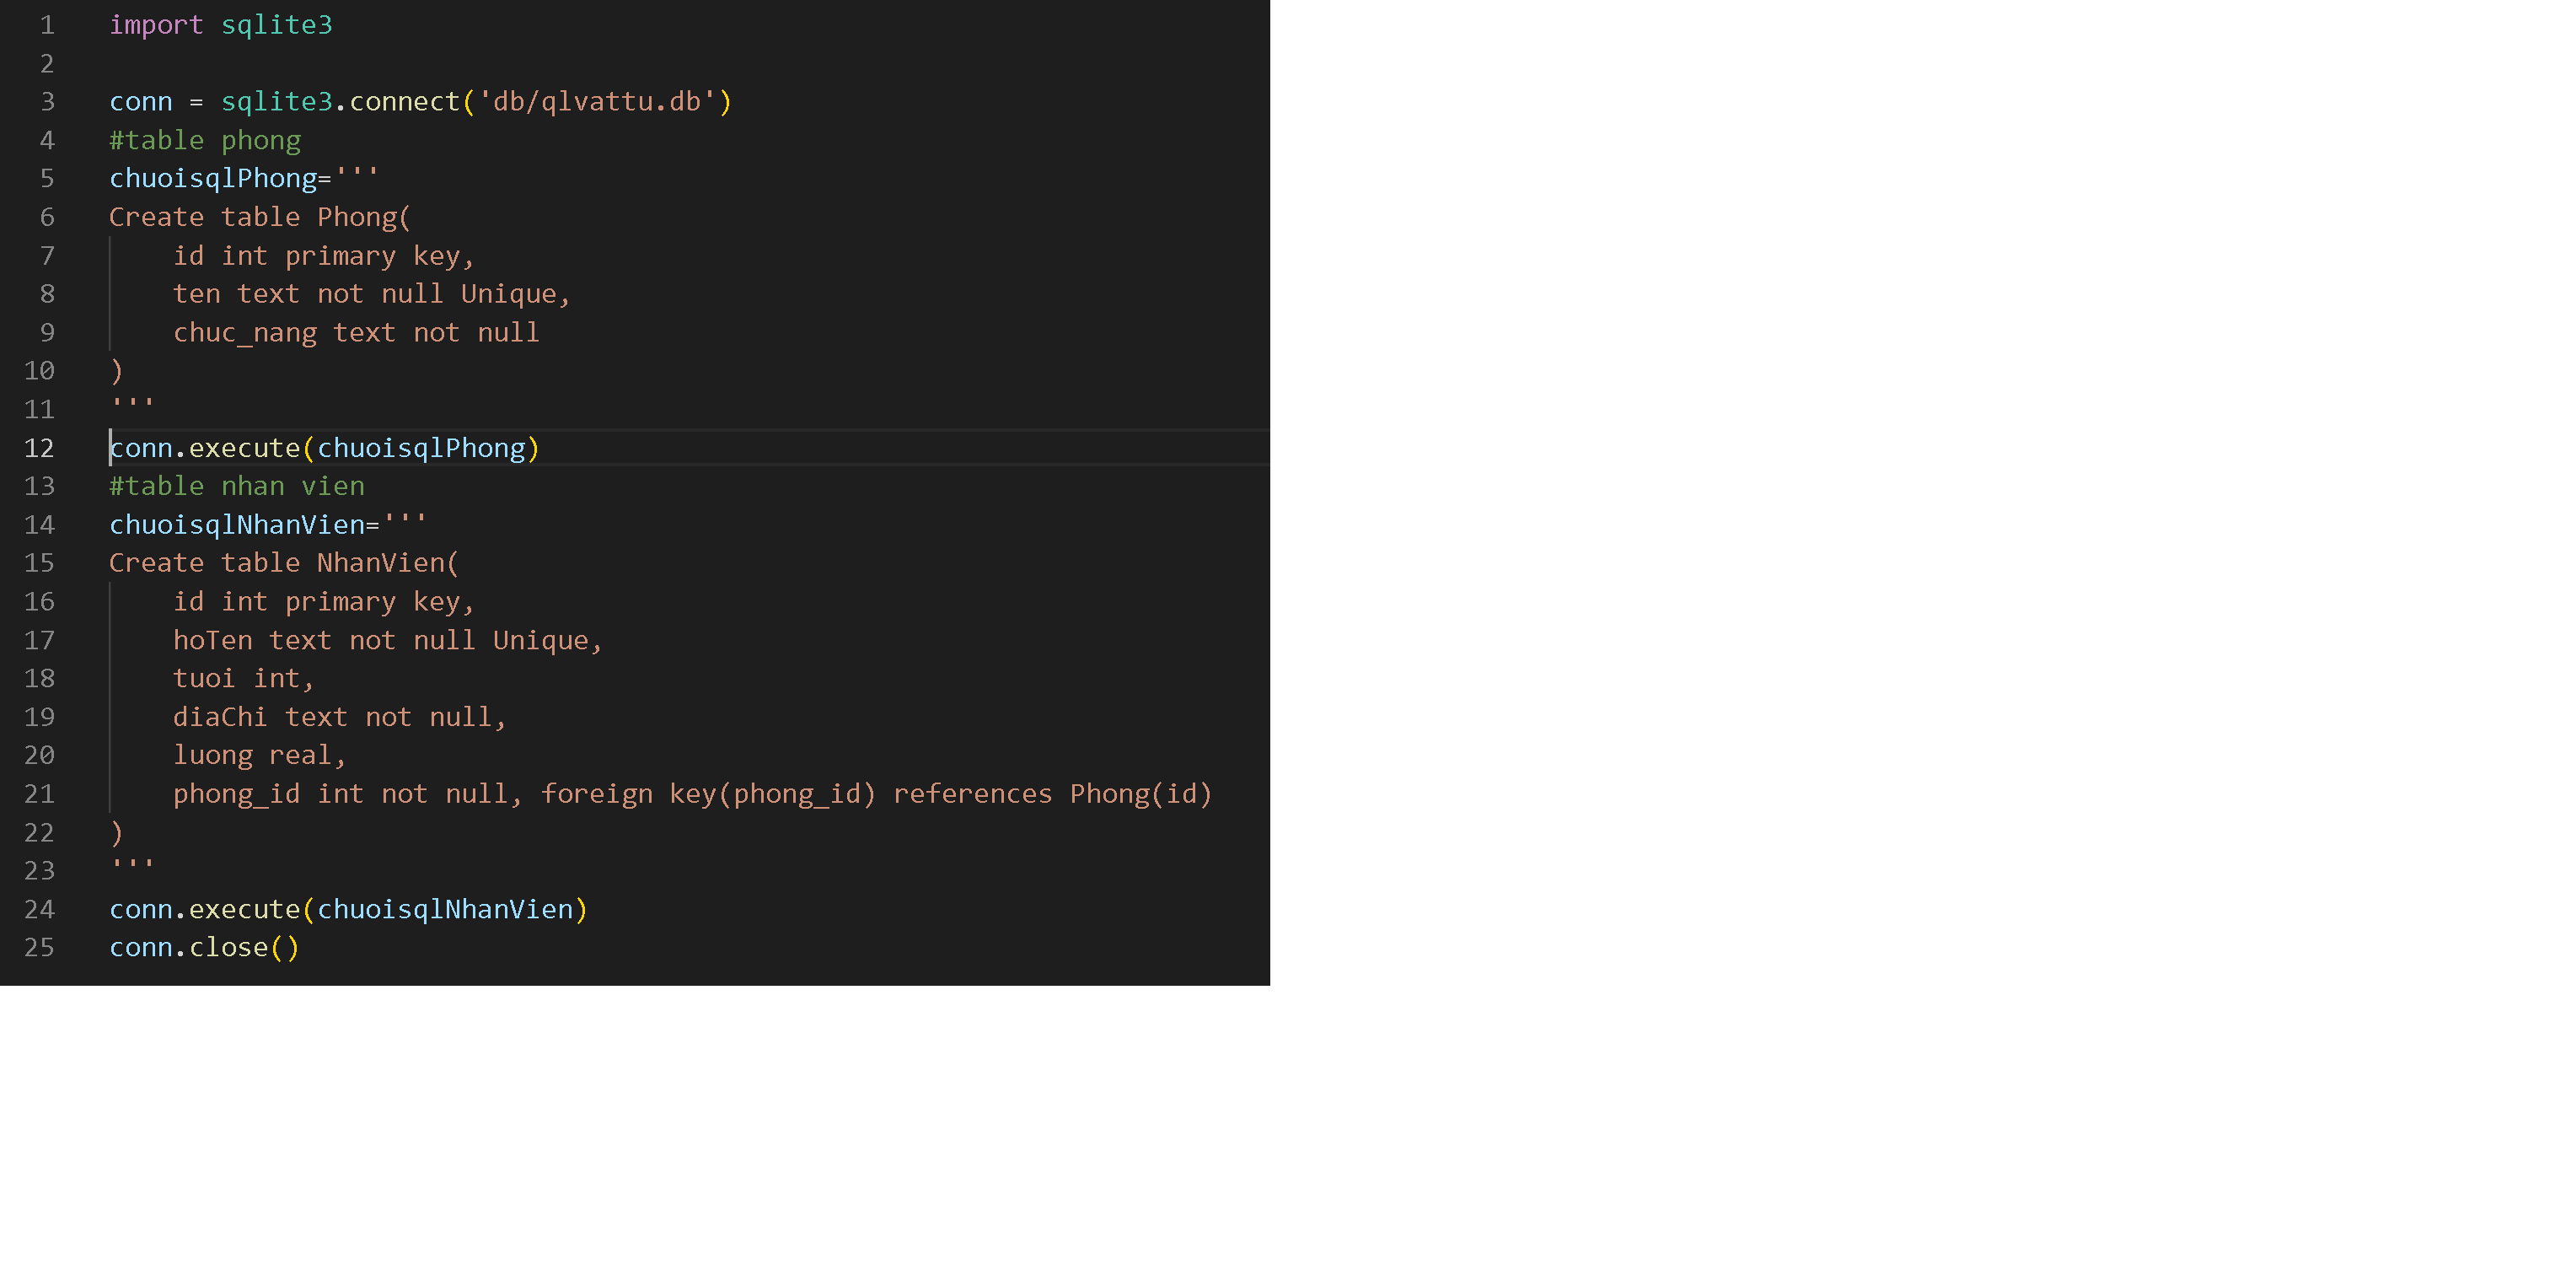 1 import sqlite3
2
3 conn = sqlite3.connect('db/qlvattu.db')
4 #table phong
5 chuoisqlPhong='''
6 Create table Phong(
7     id int primary key,
8     ten text not null Unique,
9     chuc_nang text not null
10 )
11 '''
12 conn.execute(chuoisqlPhong)
13 #table nhan vien
14 chuoisqlNhanVien='''
15 Create table NhanVien(
16     id int primary key,
17     hoTen text not null Unique,
18     tuoi int,
19     diaChi text not null,
20     luong real,
21     phong_id int not null, foreign key(phong_id) references Phong(id)
22 )
23 '''
24 conn.execute(chuoisqlNhanVien)
25 conn.close()